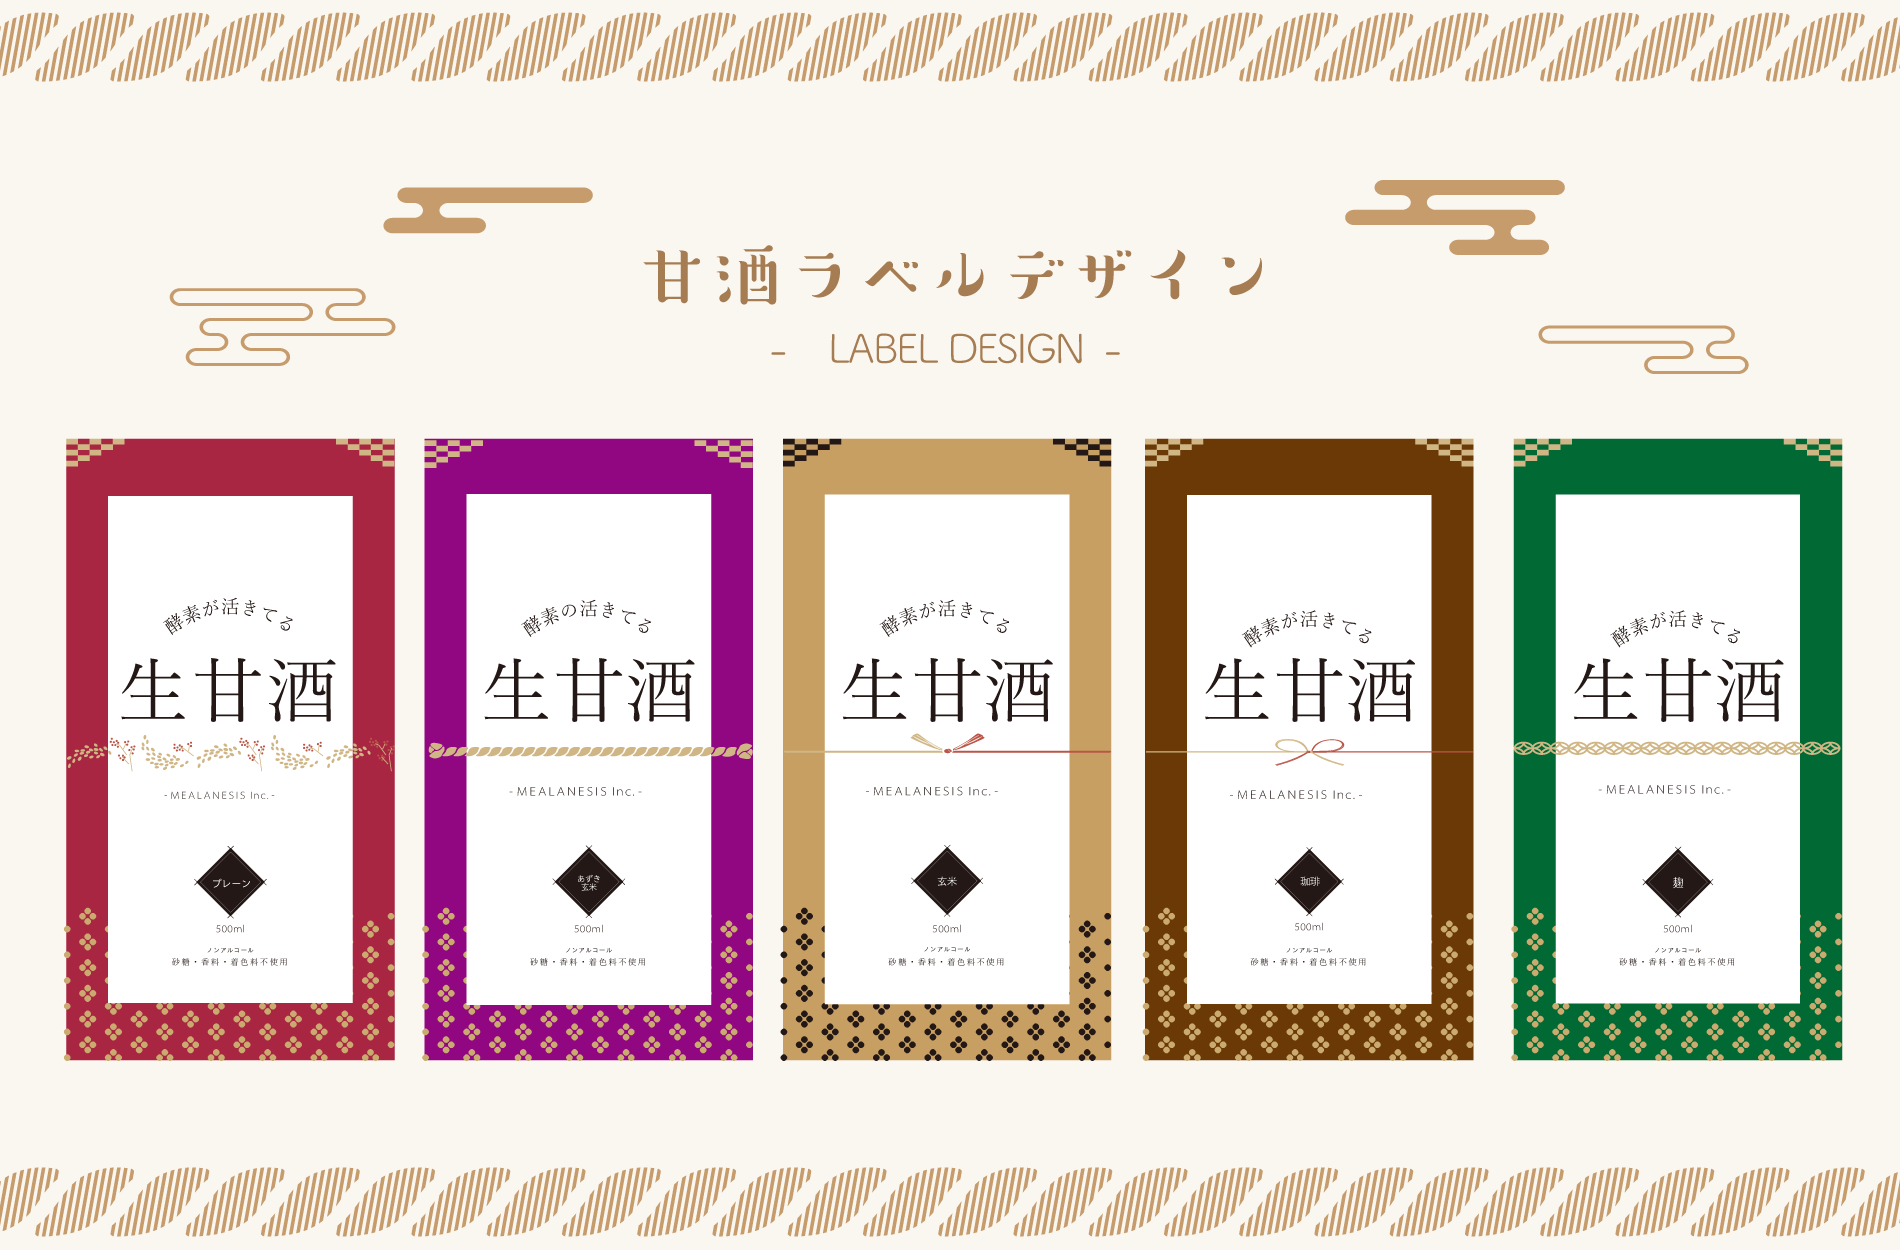 甘酒ラベルデザイン
- LABEL DESIGN -
酵素が活きてる
生甘酒
- MEALANESIS Inc. -
プレーン
500ml
ノンアルコール
砂糖・香料・着色料不使用
酵素の活きてる
生甘酒
- MEALANESIS Inc. -
あずき
玄米
500ml
ノンアルコール
砂糖・香料・着色料不使用
酵素が活きてる
生甘酒
- MEALANESIS Inc. -
玄米
500ml
ノンアルコール
砂糖・香料・着色料不使用
酵素が活きてる
生甘酒
- MEALANESIS Inc. -
珈琲
500ml
ノンアルコール
砂糖・香料・着色料不使用
酵素が活きてる
生甘酒
- MEALANESIS Inc. -
麹
500ml
ノンアルコール
砂糖・香料・着色料不使用